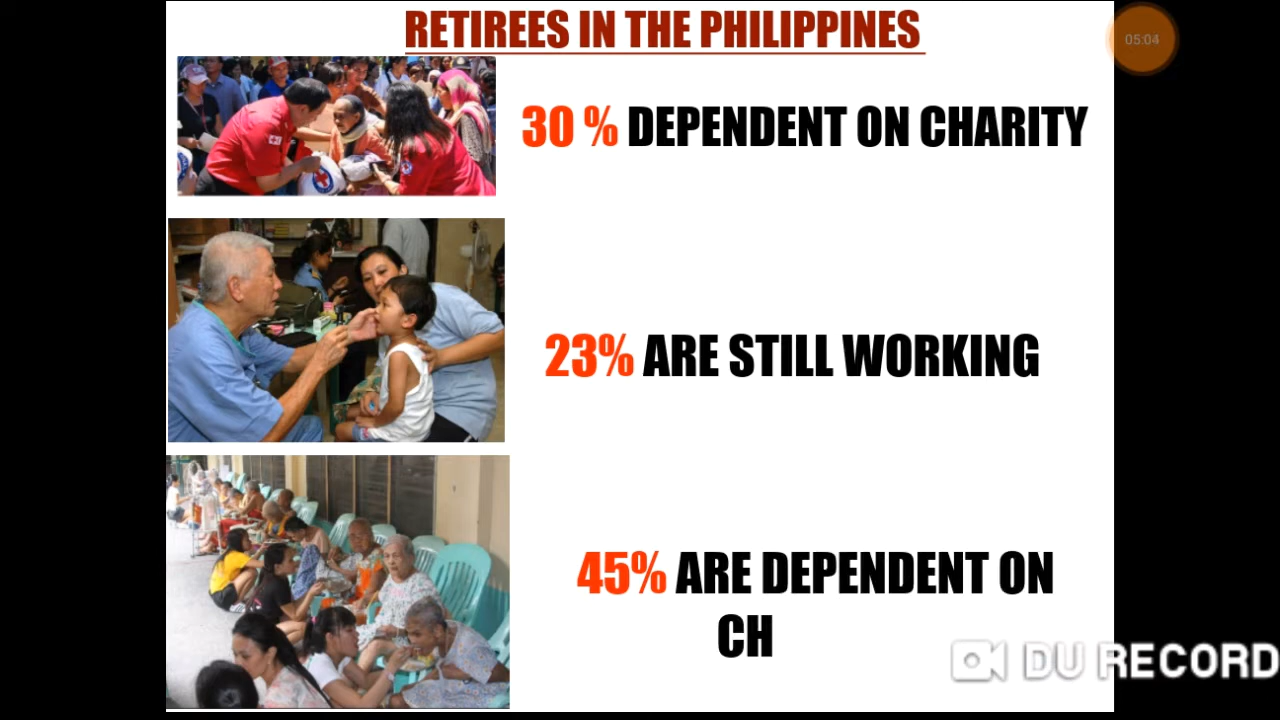 RETIREES IN THE PHILIPPINES
05:04
30 % DEPENDENT ON CHARITY
23% ARE STILL WORKING
45% ARE DEPENDENT ON
CH
DU RECORD